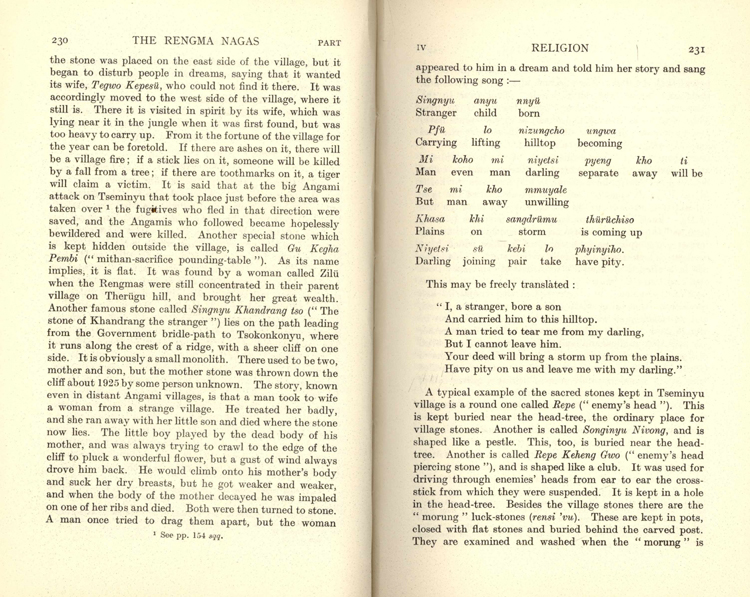 230 THE RENGMA NAGAS PART
the stone was placed on the east side of the village, but it
began to disturb people in dreams, saying that it wanted
its wife, Tegwo Kepesü, who could not find it there. It was
accordingly moved to the west side of the village, where it
still is. There it is visited in spirit by its wife, which was
lying near it in the jungle when it was first found, but was
too heavy to carry up. From it the fortune of the village for
the year can be foretold. If there are ashes on it, there will
be a village fire; if a stick lies on it, someone will be killed
by a fall from a tree; if there are toothmarks on it, a tiger
will claim a victim. It is said that at the big Angami
attack on Tseminyu that took place just before the area was
taken over ¹ the fugitives who fled in that direction were
saved, and the Angamis who followed became hopelessly
bewildered and were killed. Another special stone which
is kept hidden outside the village, is called Gu Kegha
Pembi (“ mithan-sacrifice pounding-table ”). As its name
implies, it is flat. It was found by a woman called Zilü
when the Rengmas were still concentrated in their parent
village on Therügu hill, and brought her great wealth.
Another famous stone called Singnyu Khandrang tso (“ The
stone of Khandrang the stranger ”) lies on the path leading
from the Government bridle-path to Tsokonkonyu, where
it runs along the crest of a ridge, with a sheer cliff on one
side. It is obviously a small monolith. There used to be two,
mother and son, but the mother stone was thrown down the
cliff about 1925 by some person unknown. The story, known
even in distant Angami villages, is that a man took to wife
a woman from a strange village. He treated her badly,
and she ran away with her little son and died where the stone
now lies. The little boy played by the dead body of his
mother, and was always trying to crawl to the edge of the
cliff to pluck a wonderful flower, but a gust of wind always
drove him back. He would climb onto his mother's body
and suck her dry breasts, but he got weaker and weaker,
and when the body of the mother decayed he was impaled
on one of her ribs and died. Both were then turned to stone.
A man once tried to drag them apart, but the woman
¹ See pp. 154 sqq.
IV RELIGION 231
appeared to him in a dream and told him her story and sang
the following song :—
Singnyu anyu nnyü
Stranger child born
Pfü lo nizungcho ungwa
Carrying lifting hilltop becoming
Mi koho mi niyetsi pyeng kho ti
Man even man darling separate away will be
Tse mi kho mmuyale
But man away unwilling
Khasa khi sangdrümu thürüchiso
Plains on storm is coming up
Niyetsi sü kebi lo phyinyiho.
Darling joining pair take have pity.
This may be freely translated :
“ I, a stranger, bore a son
And carried him to this hilltop.
A man tried to tear me from my darling,
But I cannot leave him.
Your deed will bring a storm up from the plains.
Have pity on us and leave me with my darling.”
A typical example of the sacred stones kept in Tseminyu
village is a round one called Repe (“ enemy's head ”). This
is kept buried near the head-tree, the ordinary place for
village stones. Another is called Songinyu Nivong, and is
shaped like a pestle. This, too, is buried near the head-
tree. Another is called Repe Keheng Gwo (“ enemy's head
piercing stone ”), and is shaped like a club. It was used for
driving through enemies' heads from ear to ear the cross-
stick from which they were suspended. It is kept in a hole
in the head-tree. Besides the village stones there are the
“ morung ” luck-stones (rensi 'vu). These are kept in pots,
closed with flat stones and buried behind the carved post.
They are examined and washed when the “ morung ” is